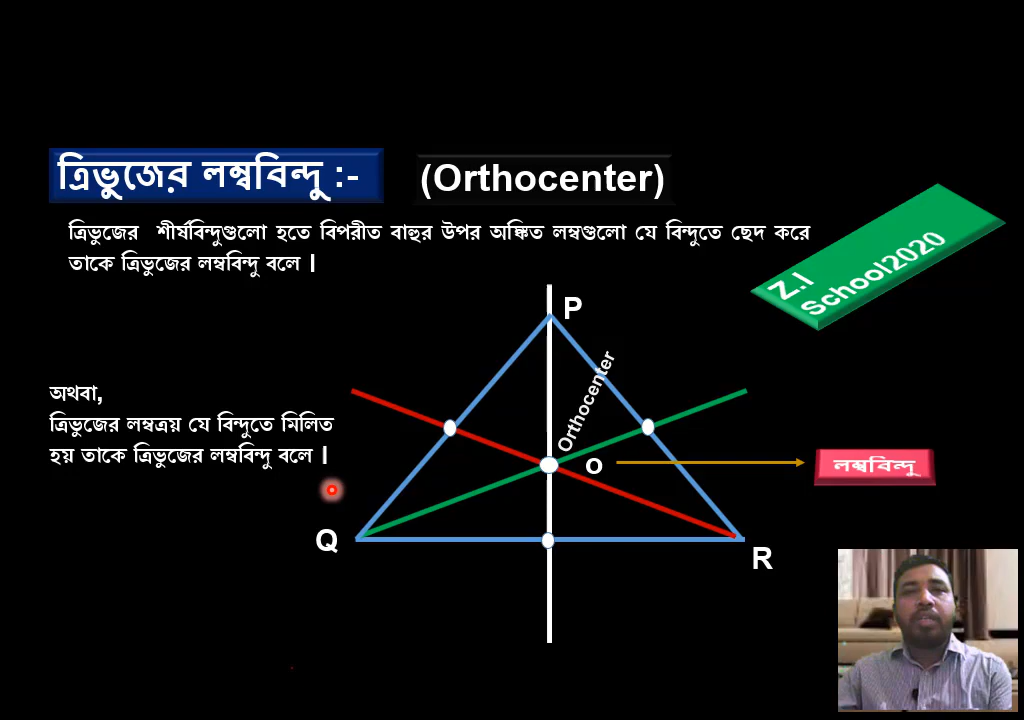 ত্রিভুজের লম্ববিন্দু :-
(Orthocenter)
ত্রিভুজের শীর্ষবিন্দুগুলো হতে বিপরীত বাহুর উপর অঙ্কিত লম্বগুলো যে বিন্দুতে ছেদ করে
তাকে ত্রিভুজের লম্ববিন্দু বলে ।
Z.I
School2020
P
Orthocenter
অথবা,
ত্রিভুজের লম্বত্রয় যে বিন্দুতে মিলিত
হয় তাকে ত্রিভুজের লম্ববিন্দু বলে ।
o
লম্ববিন্দু
Q
R